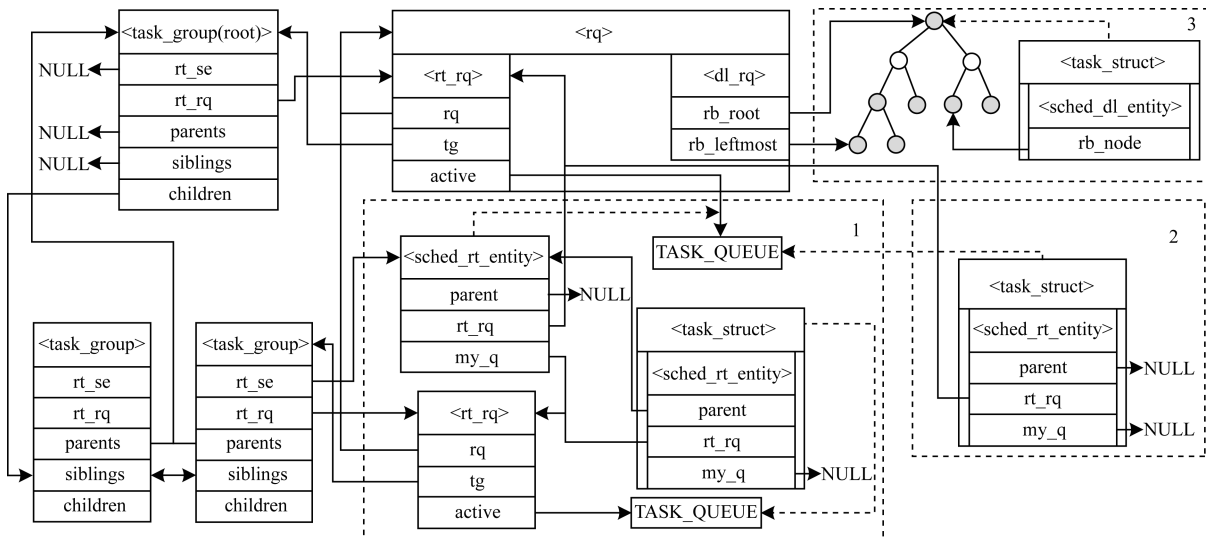 <task_group(root)>
NULL
rt_se
rt_rq
NULL
parents
NULL
siblings
children
<rq>
<rt_rq>
rq
tg
active
<dl_rq>
rb_root
rb_leftmost
3
<task_struct>
<sched_dl_entity>
rb_node
1
<sched_rt_entity>
parent
NULL
rt_rq
my_q
TASK_QUEUE
<task_struct>
<sched_rt_entity>
parent
rt_rq
my_q
NULL
<rt_rq>
rq
tg
active
TASK_QUEUE
2
<task_struct>
<sched_rt_entity>
parent
NULL
rt_rq
my_q
NULL
<task_group>
rt_se
rt_rq
parents
siblings
children
<task_group>
rt_se
rt_rq
parents
siblings
children